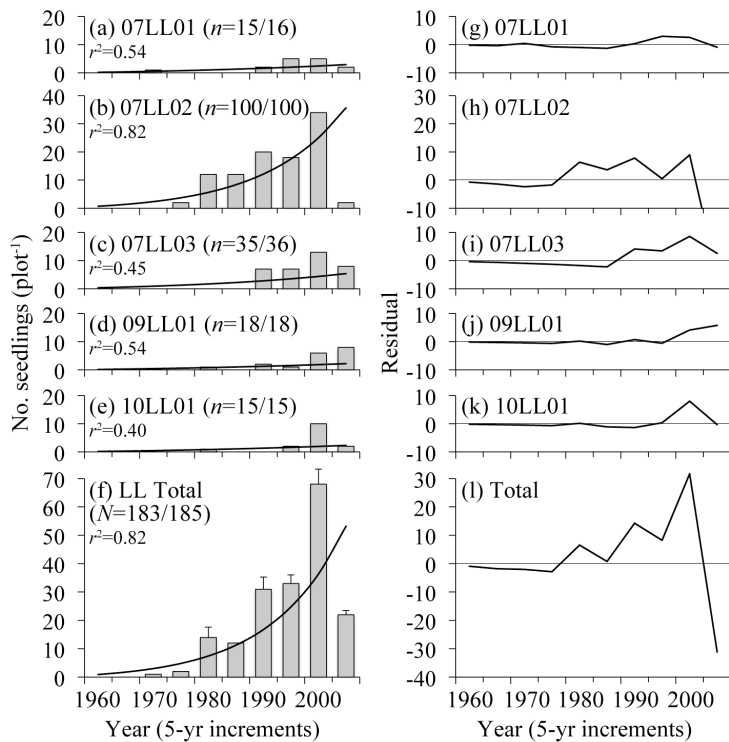 No. seedlings (plot⁻¹)
20
10
0
(a) 07LL01 (n=15/16)
r²=0.54
40
30
20
10
0
(b) 07LL02 (n=100/100)
r²=0.82
20
10
0
(c) 07LL03 (n=35/36)
r²=0.45
20
10
0
(d) 09LL01 (n=18/18)
r²=0.54
20
10
0
(e) 10LL01 (n=15/15)
r²=0.40
70
60
50
40
30
20
10
0
(f) LL Total
(N=183/185)
r²=0.82
1960 1970 1980 1990 2000
Year (5-yr increments)
Residual
10
0
-10
(g) 07LL01
30
20
10
0
-10
(h) 07LL02
10
0
-10
(i) 07LL03
10
0
-10
(j) 09LL01
10
0
-10
(k) 10LL01
30
20
10
0
-10
-20
-30
-40
(l) Total
1960 1970 1980 1990 2000
Year (5-yr increments)